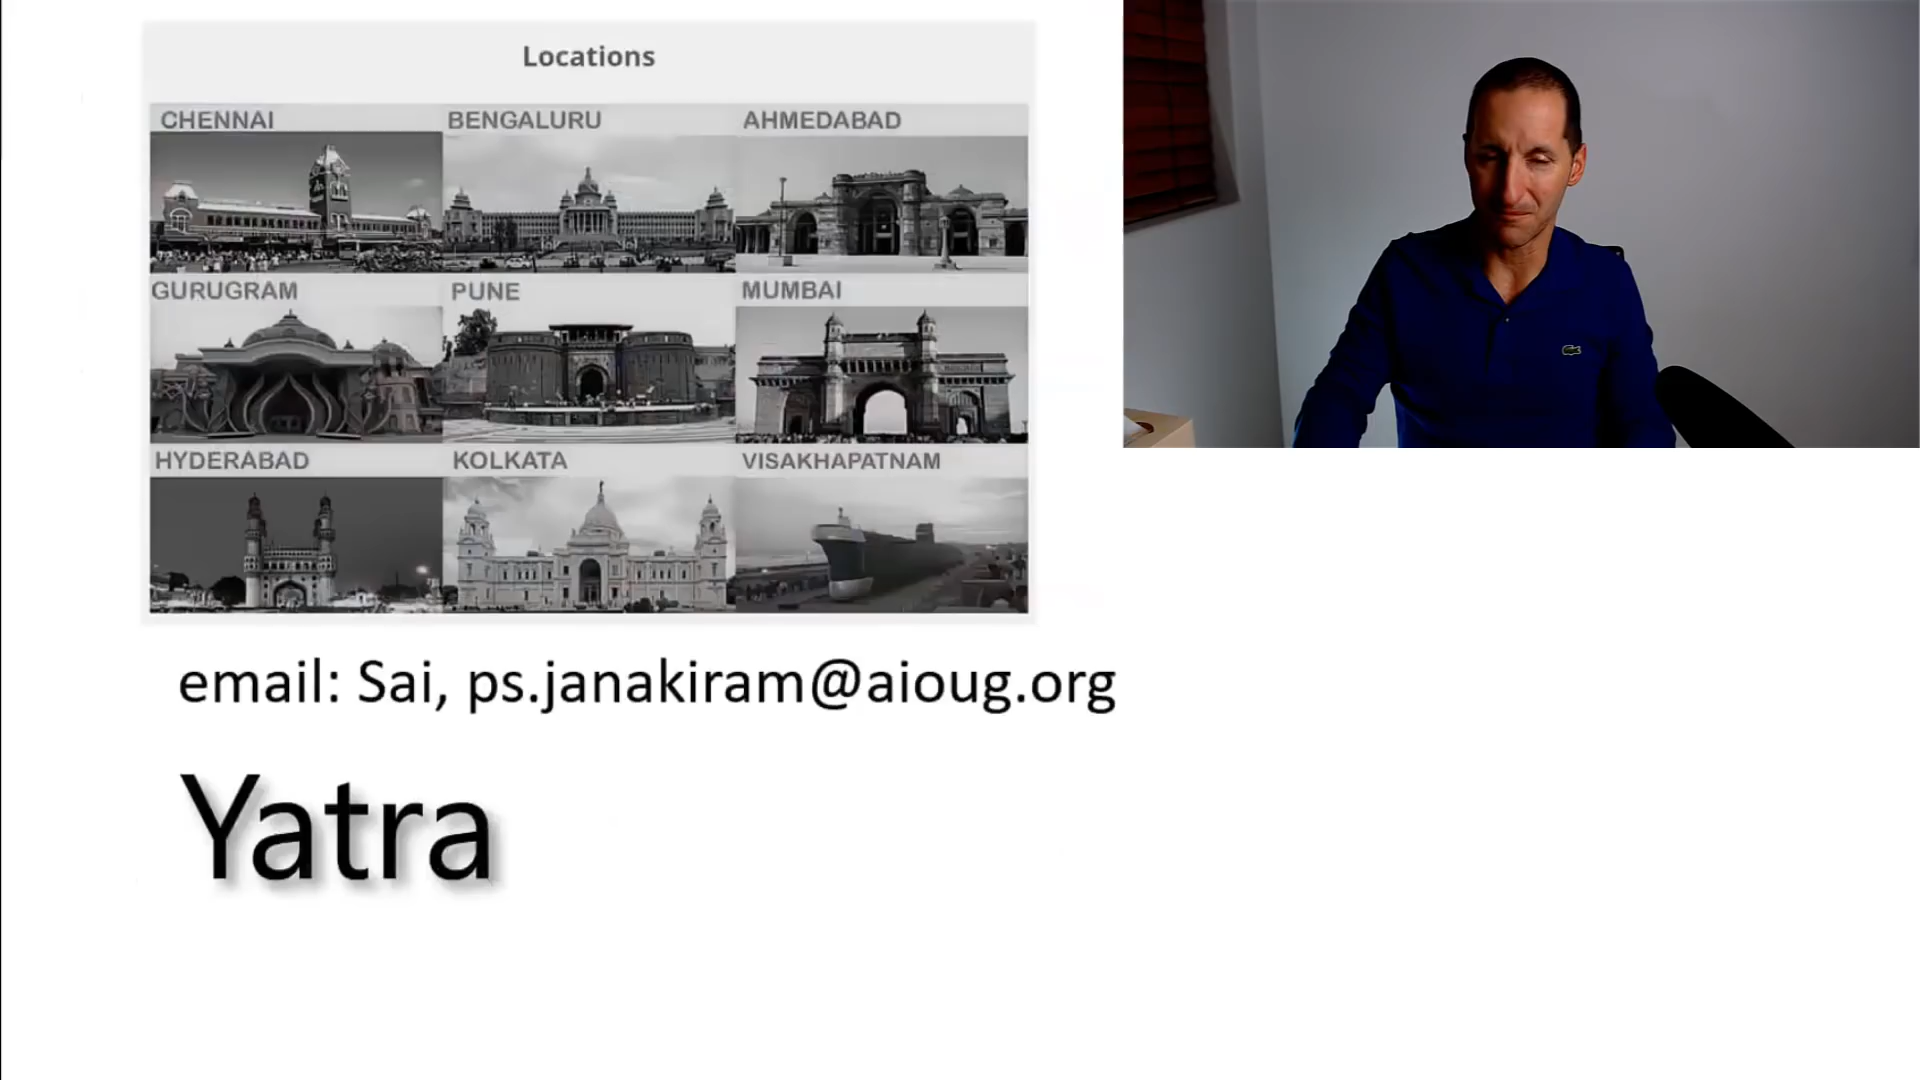 Locations
CHENNAI BENGALURU AHMEDABAD
GURUGRAM PUNE MUMBAI
HYDERABAD KOLKATA VISAKHAPATNAM
email: Sai, ps.janakiram@aioug.org
Yatra